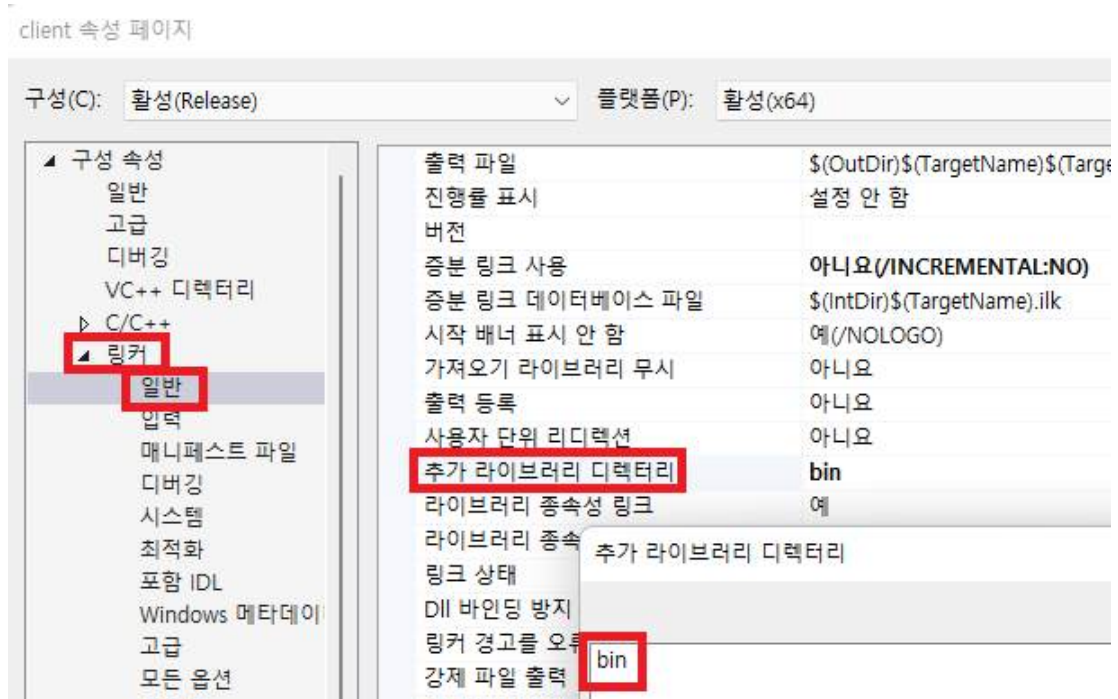 client 속성 페이지
구성(C): 활성(Release) 플랫폼(P): 활성(x64)
구성 속성
일반
고급
디버깅
VC++ 디렉터리
C/C++
링커
일반
입력
매니페스트 파일
디버깅
시스템
최적화
포함 IDL
Windows 메타데이
고급
모든 옵션
출력 파일 $(OutDir)$(TargetName)$(Targe
진행률 표시 설정 안 함
버전
증분 링크 사용 아니요(/INCREMENTAL:NO)
증분 링크 데이터베이스 파일 $(IntDir)$(TargetName).ilk
시작 배너 표시 안 함 예(/NOLOGO)
가져오기 라이브러리 무시 아니요
출력 등록 아니요
사용자 단위 리디렉션 아니요
추가 라이브러리 디렉터리 bin
라이브러리 종속성 링크 예
라이브러리 종속
링크 상태
Dll 바인딩 방지
링커 경고를 오류
강제 파일 출력
추가 라이브러리 디렉터리
bin